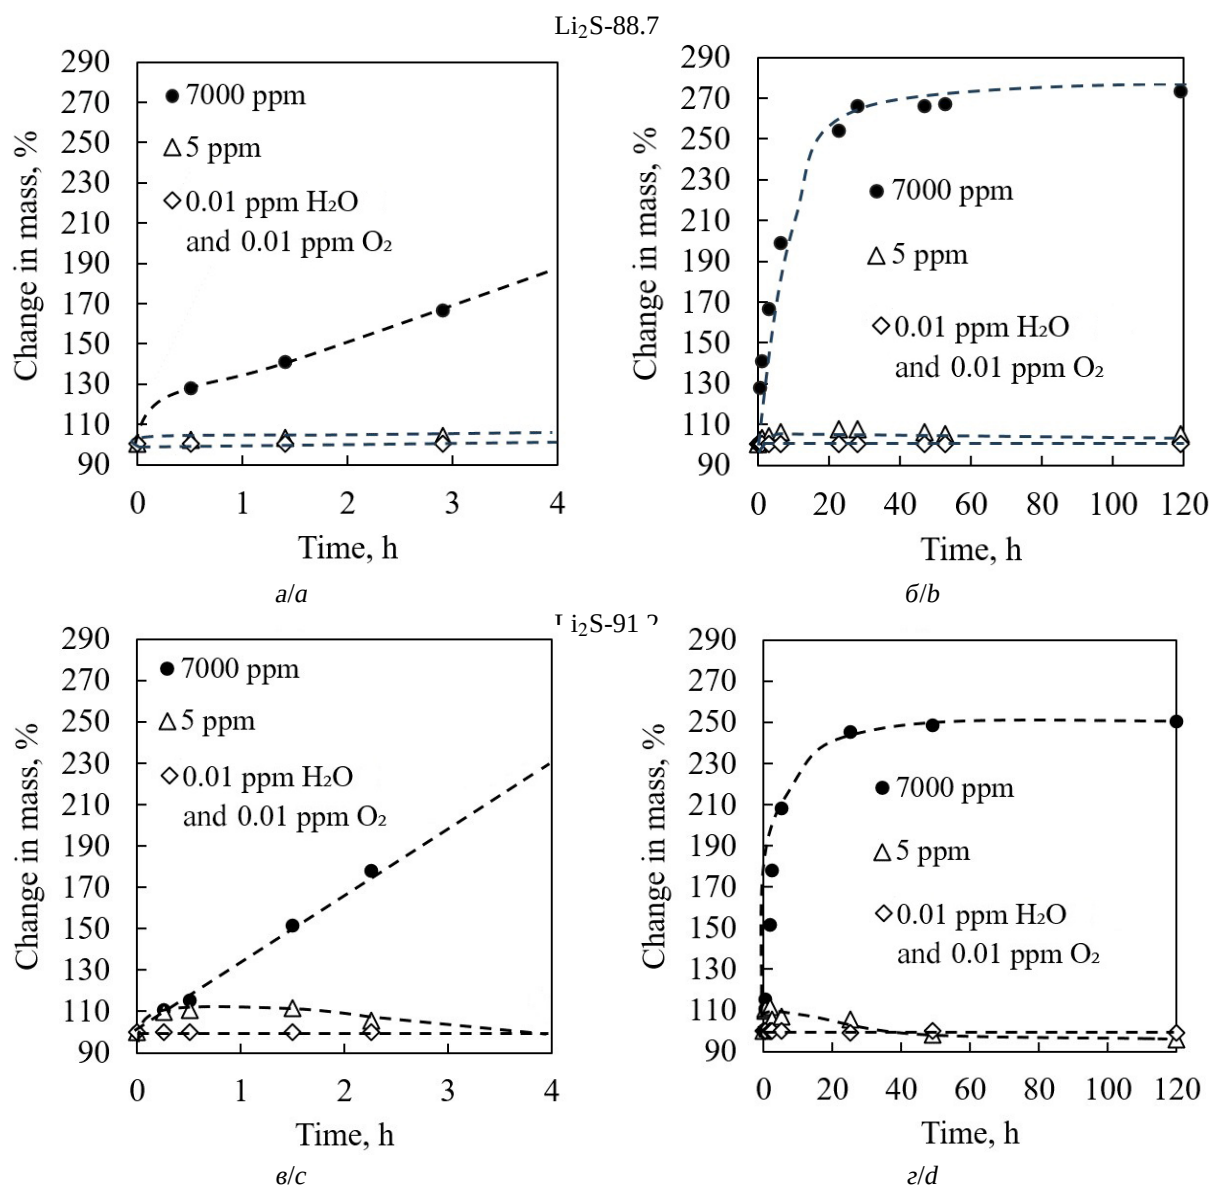 Li₂S-88.7
290
270
250
230
210
190
170
150
130
110
90
Change in mass, %
7000 ppm
5 ppm
0.01 ppm H₂O
and 0.01 ppm O₂
0 1 2 3 4
Time, h
а/a
290
270
250
230
210
190
170
150
130
110
90
Change in mass, %
7000 ppm
5 ppm
0.01 ppm H₂O
and 0.01 ppm O₂
0 20 40 60 80 100 120
Time, h
б/b
Li₂S-91.2
290
270
250
230
210
190
170
150
130
110
90
Change in mass, %
7000 ppm
5 ppm
0.01 ppm H₂O
and 0.01 ppm O₂
0 1 2 3 4
Time, h
в/c
290
270
250
230
210
190
170
150
130
110
90
Change in mass, %
7000 ppm
5 ppm
0.01 ppm H₂O
and 0.01 ppm O₂
0 20 40 60 80 100 120
Time, h
г/d